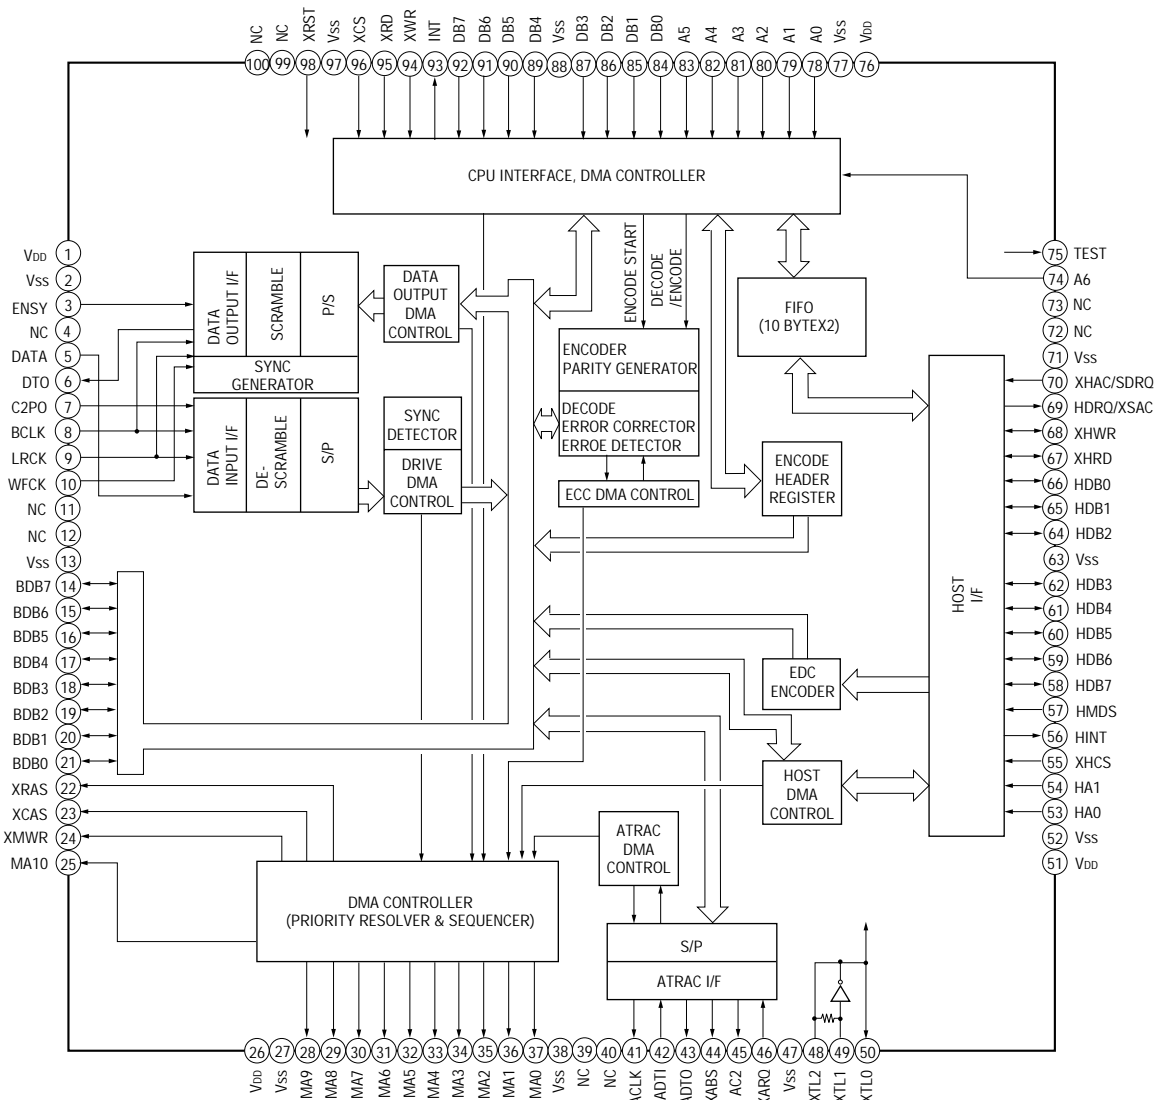 NC
NC
XRST
Vss
XCS
XRD
XWR
INT
DB7
DB6
DB5
DB4
Vss
DB3
DB2
DB1
DB0
A5
A4
A3
A2
A1
A0
Vss
VDD
100
99
98
97
96
95
94
93
92
91
90
89
88
87
86
85
84
83
82
81
80
79
78
77
76
CPU INTERFACE, DMA CONTROLLER
VDD 1
Vss 2
ENSY 3
NC 4
DATA 5
DTO 6
C2PO 7
BCLK 8
LRCK 9
WFCK 10
NC 11
NC 12
Vss 13
BDB7 14
BDB6 15
BDB5 16
BDB4 17
BDB3 18
BDB2 19
BDB1 20
BDB0 21
XRAS 22
XCAS 23
XMWR 24
MA10 25
DATA
OUTPUT I/F
SCRAMBLE
P/S
SYNC
GENERATOR
DATA
INPUT I/F
DE-
SCRAMBLE
S/P
DATA
OUTPUT
DMA
CONTROL
SYNC
DETECTOR
DRIVE
DMA
CONTROL
ENCODE START
DECODE
/ENCODE
ENCODER
PARITY GENERATOR
DECODE
ERROR CORRECTOR
ERROE DETECTOR
ECC DMA CONTROL
FIFO
(10 BYTEX2)
ENCODE
HEADER
REGISTER
EDC
ENCODER
HOST
DMA
CONTROL
HOST
I/F
ATRAC
DMA
CONTROL
S/P
ATRAC I/F
DMA CONTROLLER
(PRIORITY RESOLVER & SEQUENCER)
75 TEST
74 A6
73 NC
72 NC
71 Vss
70 XHAC/SDRQ
69 HDRQ/XSAC
68 XHWR
67 XHRD
66 HDB0
65 HDB1
64 HDB2
63 Vss
62 HDB3
61 HDB4
60 HDB5
59 HDB6
58 HDB7
57 HMDS
56 HINT
55 XHCS
54 HA1
53 HA0
52 Vss
51 VDD
26
27
28
29
30
31
32
33
34
35
36
37
38
39
40
41
42
43
44
45
46
47
48
49
50
VDD
Vss
MA9
MA8
MA7
MA6
MA5
MA4
MA3
MA2
MA1
MA0
Vss
NC
NC
ACLK
ADTI
ADTO
XABS
AC2
XARQ
Vss
XTL2
XTL1
XTL0